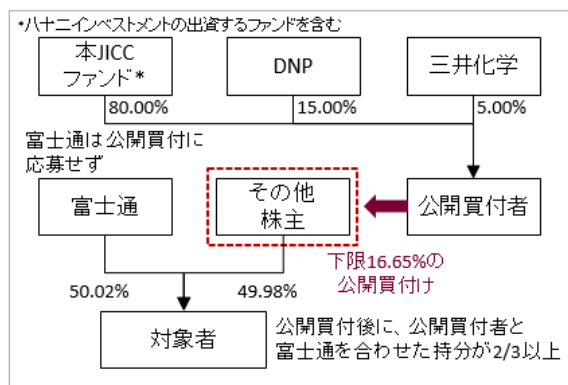 *八十二インベストメントの出資するファンドを含む
本JICC
ファンド*
DNP
三井化学
80.00%
15.00%
5.00%
富士通は公開買付に
応募せず
富士通
その他
株主
公開買付者
下限16.65%の
公開買付け
50.02%
49.98%
対象者
公開買付後に、公開買付者と
富士通を合わせた持分が2/3以上